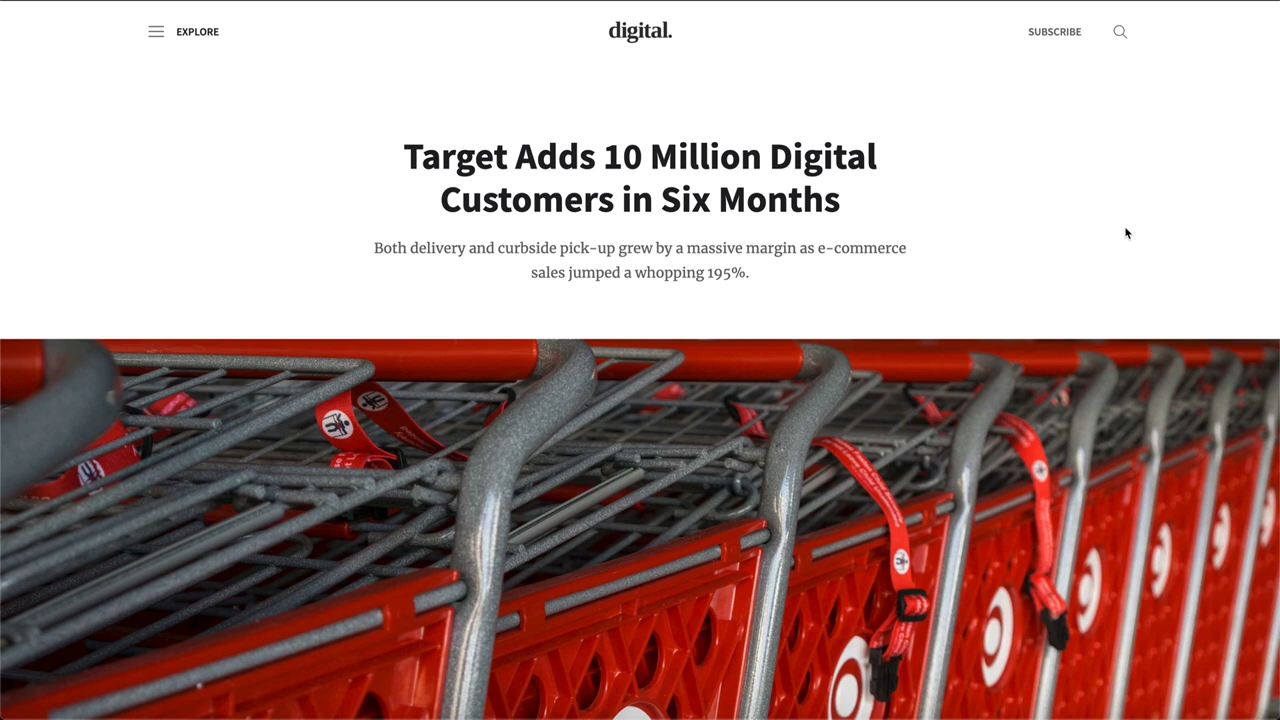 EXPLORE
digital.
SUBSCRIBE
Target Adds 10 Million Digital
Customers in Six Months
Both delivery and curbside pick-up grew by a massive margin as e-commerce
sales jumped a whopping 195%.